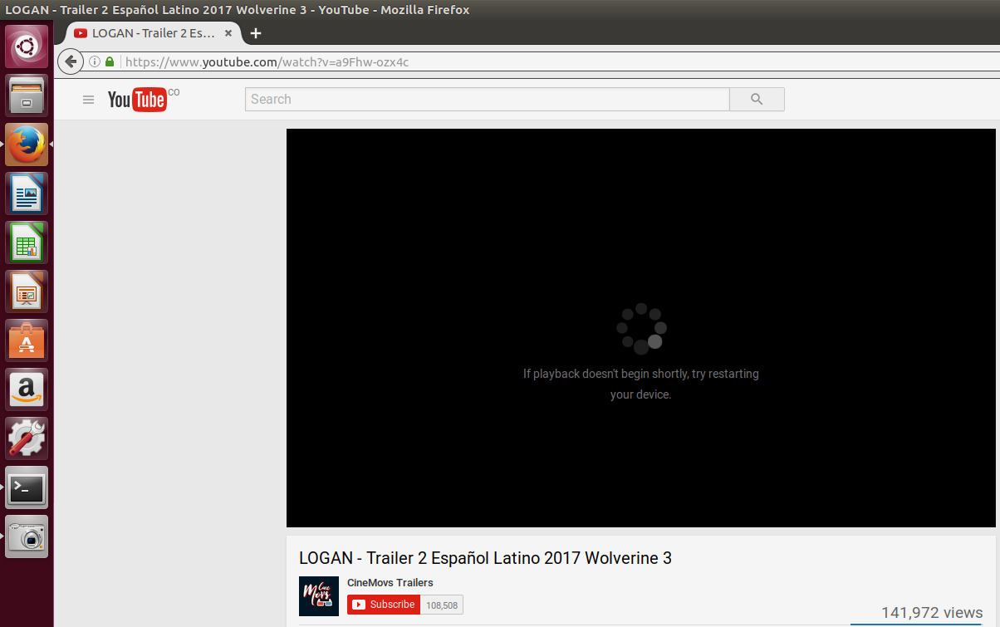 LOGAN - Trailer 2 Español Latino 2017 Wolverine 3 - YouTube - Mozilla Firefox
LOGAN - Trailer 2 Es…
https://www.youtube.com/watch?v=a9Fhw-ozx4c
YouTube CO
Search
If playback doesn't begin shortly, try restarting
your device.
LOGAN - Trailer 2 Español Latino 2017 Wolverine 3
Cine Movs
CineMovs Trailers
Subscribe 108,508
141,972 views